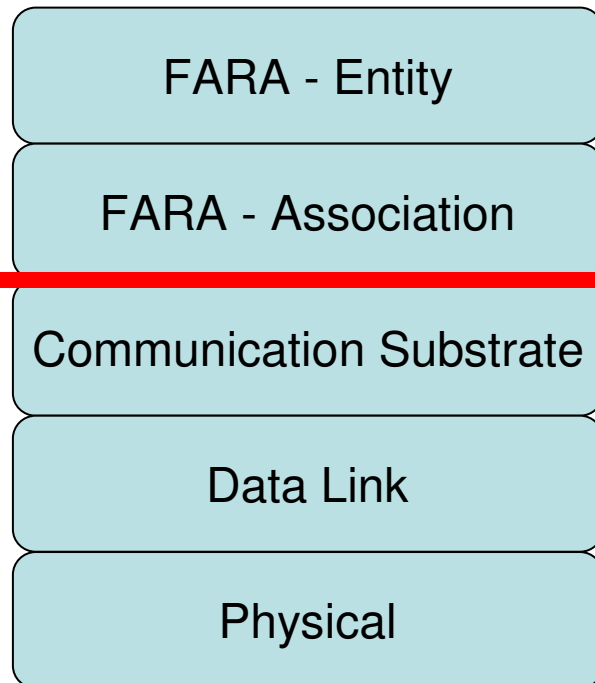 FARA - Entity
FARA - Association
Communication Substrate
Data Link
Physical